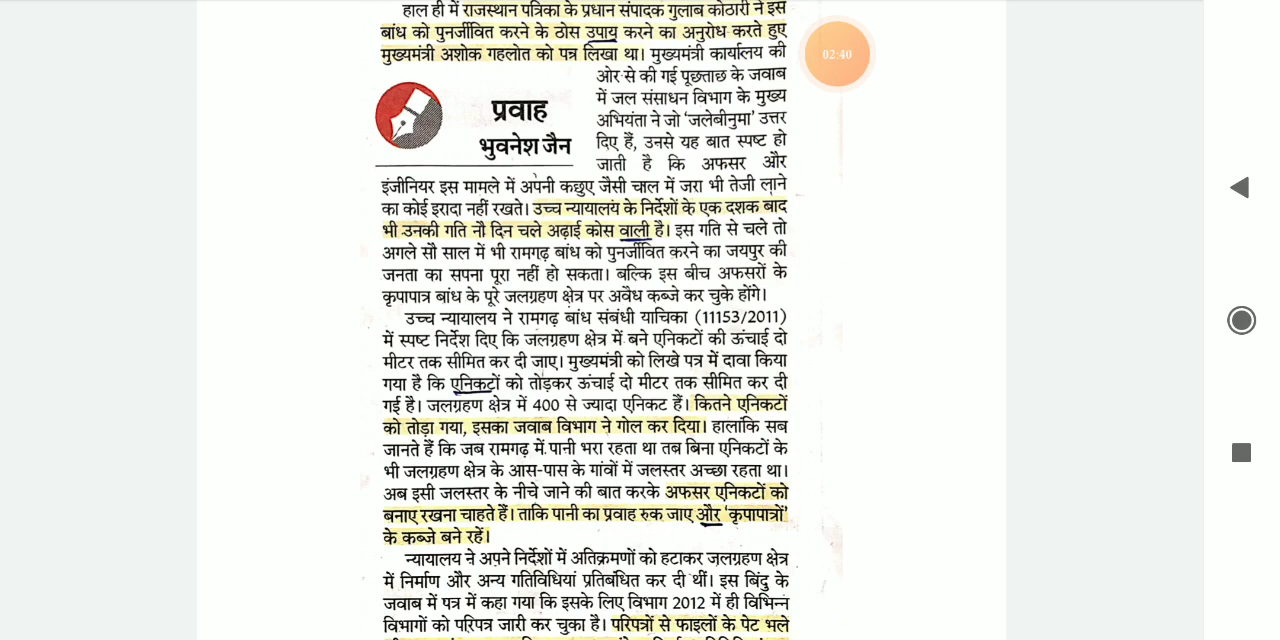 हाल ही में राजस्थान पत्रिका के प्रधान संपादक गुलाब कोठारी ने इस
बांध को पुनर्जीवित करने के ठोस उपाय करने का अनुरोध करते हुए
मुख्यमंत्री अशोक गहलोत को पत्र लिखा था। मुख्यमंत्री कार्यालय की
ओर से की गई पूछताछ के जवाब
में जल संसाधन विभाग के मुख्य
अभियंता ने जो 'जलेबीनुमा' उत्तर
दिए हैं, उनसे यह बात स्पष्ट हो
जाती है कि अफसर और
प्रवाह
भुवनेश जैन
इंजीनियर इस मामले में अपनी कछुए जैसी चाल में जरा भी तेजी लाने
का कोई इरादा नहीं रखते। उच्च न्यायालय के निर्देशों के एक दशक बाद
भी उनकी गति नौ दिन चले अढ़ाई कोस वाली है। इस गति से चले तो
अगले सौ साल में भी रामगढ़ बांध को पुनर्जीवित करने का जयपुर की
जनता का सपना पूरा नहीं हो सकता। बल्कि इस बीच अफसरों के
कृपापात्र बांध के पूरे जलग्रहण क्षेत्र पर अवैध कब्जे कर चुके होंगे।
उच्च न्यायालय ने रामगढ़ बांध संबंधी याचिका (11153/2011)
में स्पष्ट निर्देश दिए कि जलग्रहण क्षेत्र में बने एनिकटों की ऊंचाई दो
मीटर तक सीमित कर दी जाए। मुख्यमंत्री को लिखे पत्र में दावा किया
गया है कि एनिकटों को तोड़कर ऊंचाई दो मीटर तक सीमित कर दी
गई है। जलग्रहण क्षेत्र में 400 से ज्यादा एनिकट हैं। कितने एनिकटों
को तोड़ा गया, इसका जवाब विभाग ने गोल कर दिया। हालांकि सब
जानते हैं कि जब रामगढ़ में पानी भरा रहता था तब बिना एनिकटों के
भी जलग्रहण क्षेत्र के आस-पास के गांवों में जलस्तर अच्छा रहता था।
अब इसी जलस्तर के नीचे जाने की बात करके अफसर एनिकटों को
बनाए रखना चाहते हैं। ताकि पानी का प्रवाह रुक जाए और 'कृपापात्रों'
के कब्जे बने रहें।
न्यायालय ने अपने निर्देशों में अतिक्रमणों को हटाकर जलग्रहण क्षेत्र
में निर्माण और अन्य गतिविधियां प्रतिबंधित कर दी थीं। इस बिंदु के
जवाब में पत्र में कहा गया कि इसके लिए विभाग 2012 में ही विभिन्न
विभागों को परिपत्र जारी कर चुका है। परिपत्रों से फाइलों के पेट भले
02:40